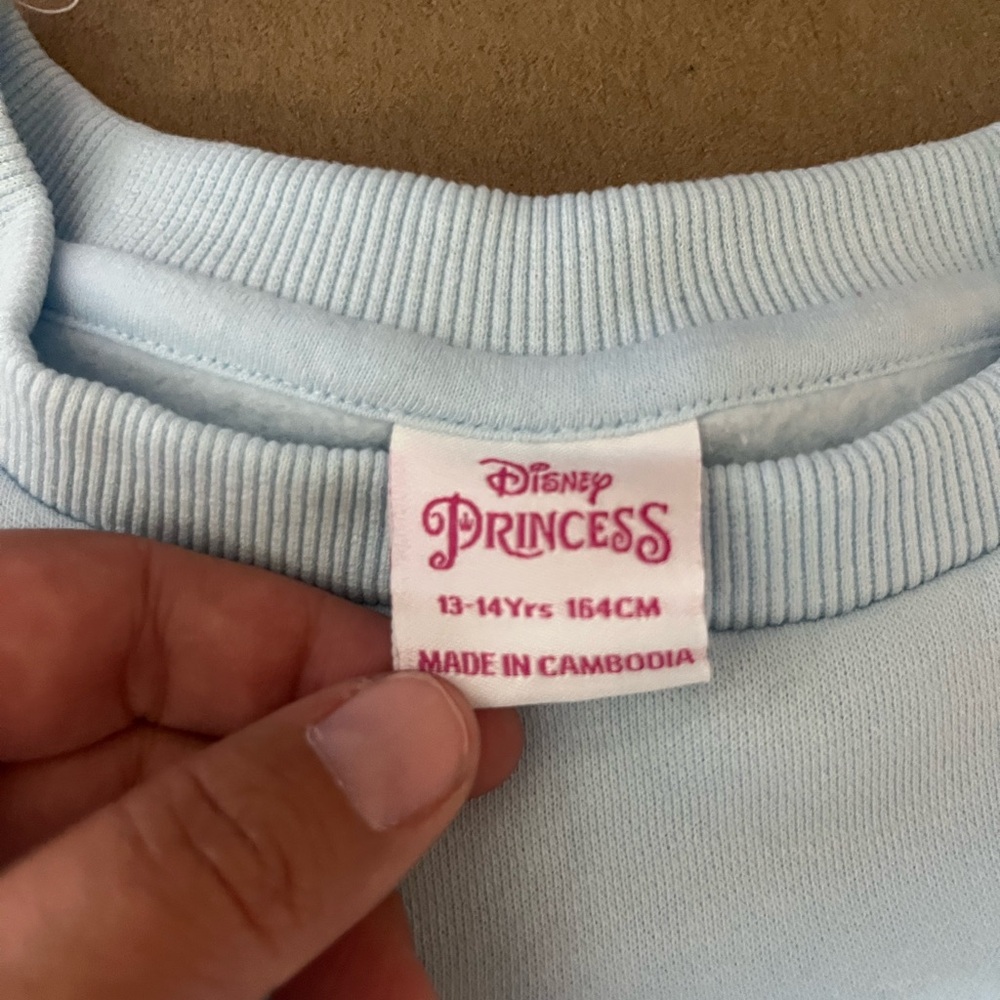 Disney
PRINCESS
13-14Yrs 164CM
MADE IN CAMBODIA